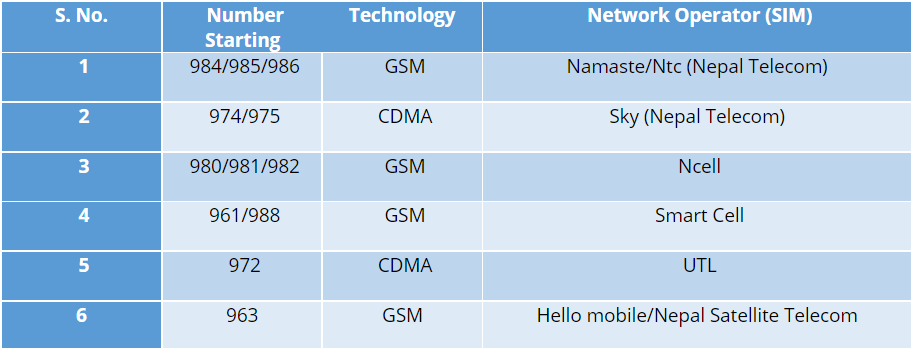 S. No. Number Starting Technology Network Operator (SIM)
1 984/985/986 GSM Namaste/Ntc (Nepal Telecom)
2 974/975 CDMA Sky (Nepal Telecom)
3 980/981/982 GSM Ncell
4 961/988 GSM Smart Cell
5 972 CDMA UTL
6 963 GSM Hello mobile/Nepal Satellite Telecom